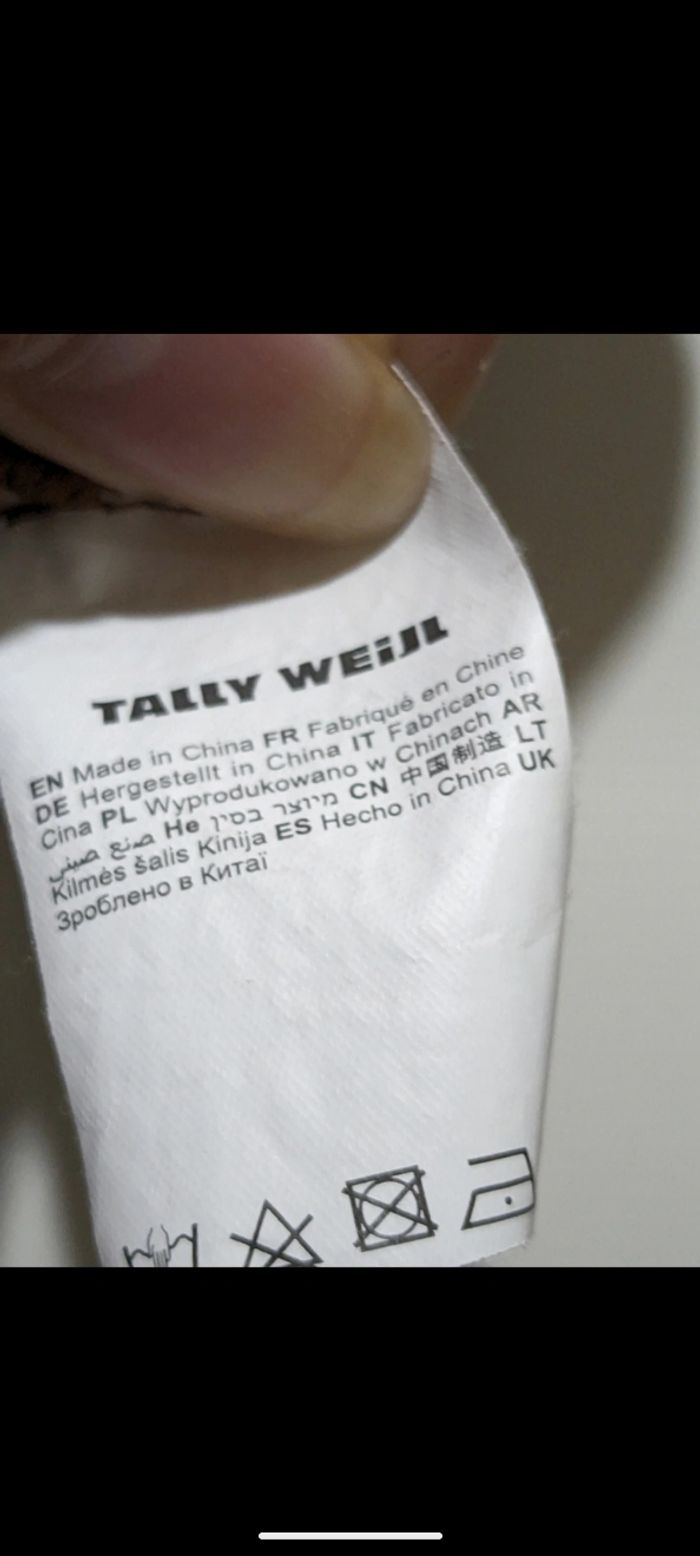 TALLY WEiJL
EN Made in China FR Fabriqué en Chine
DE Hergestellt in China IT Fabricato in
Cina PL Wyprodukowano w Chinach AR
صنع صيني He מיוצר בסין CN 中国制造 LT
Kilmės šalis Kinija ES Hecho in China UK
Зроблено в Китаї